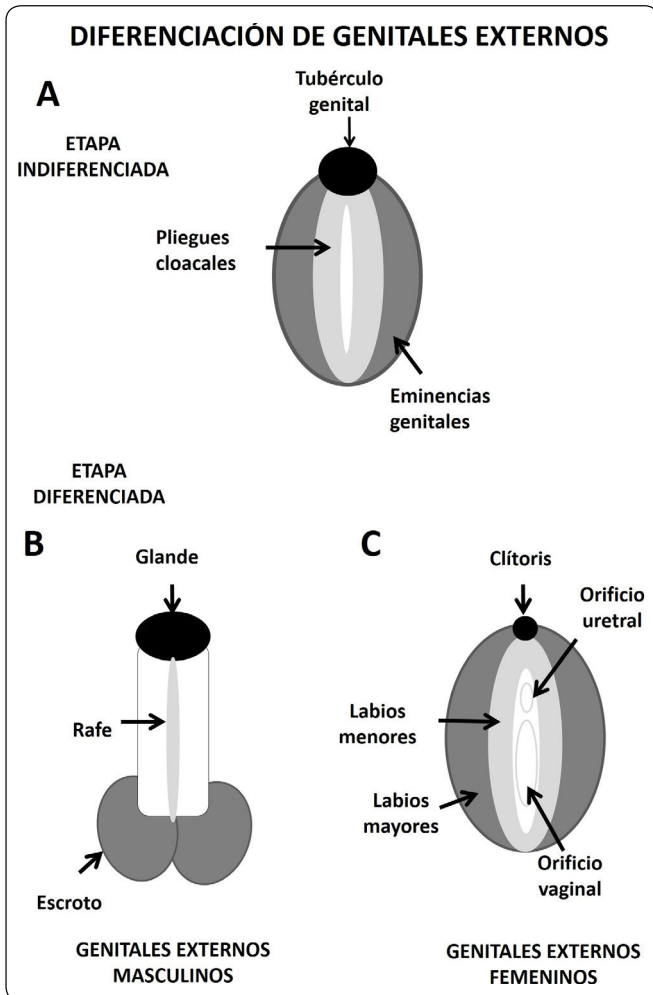 DIFERENCIACIÓN DE GENITALES EXTERNOS
A
Tubérculo
genital
ETAPA
INDIFERENCIADA
Pliegues
cloacales
Eminencias
genitales
ETAPA
DIFERENCIADA
B
Glande
Rafe
Escroto
GENITALES EXTERNOS
MASCULINOS
C
Clítoris
Orificio
uretral
Labios
menores
Labios
mayores
Orificio
vaginal
GENITALES EXTERNOS
FEMENINOS